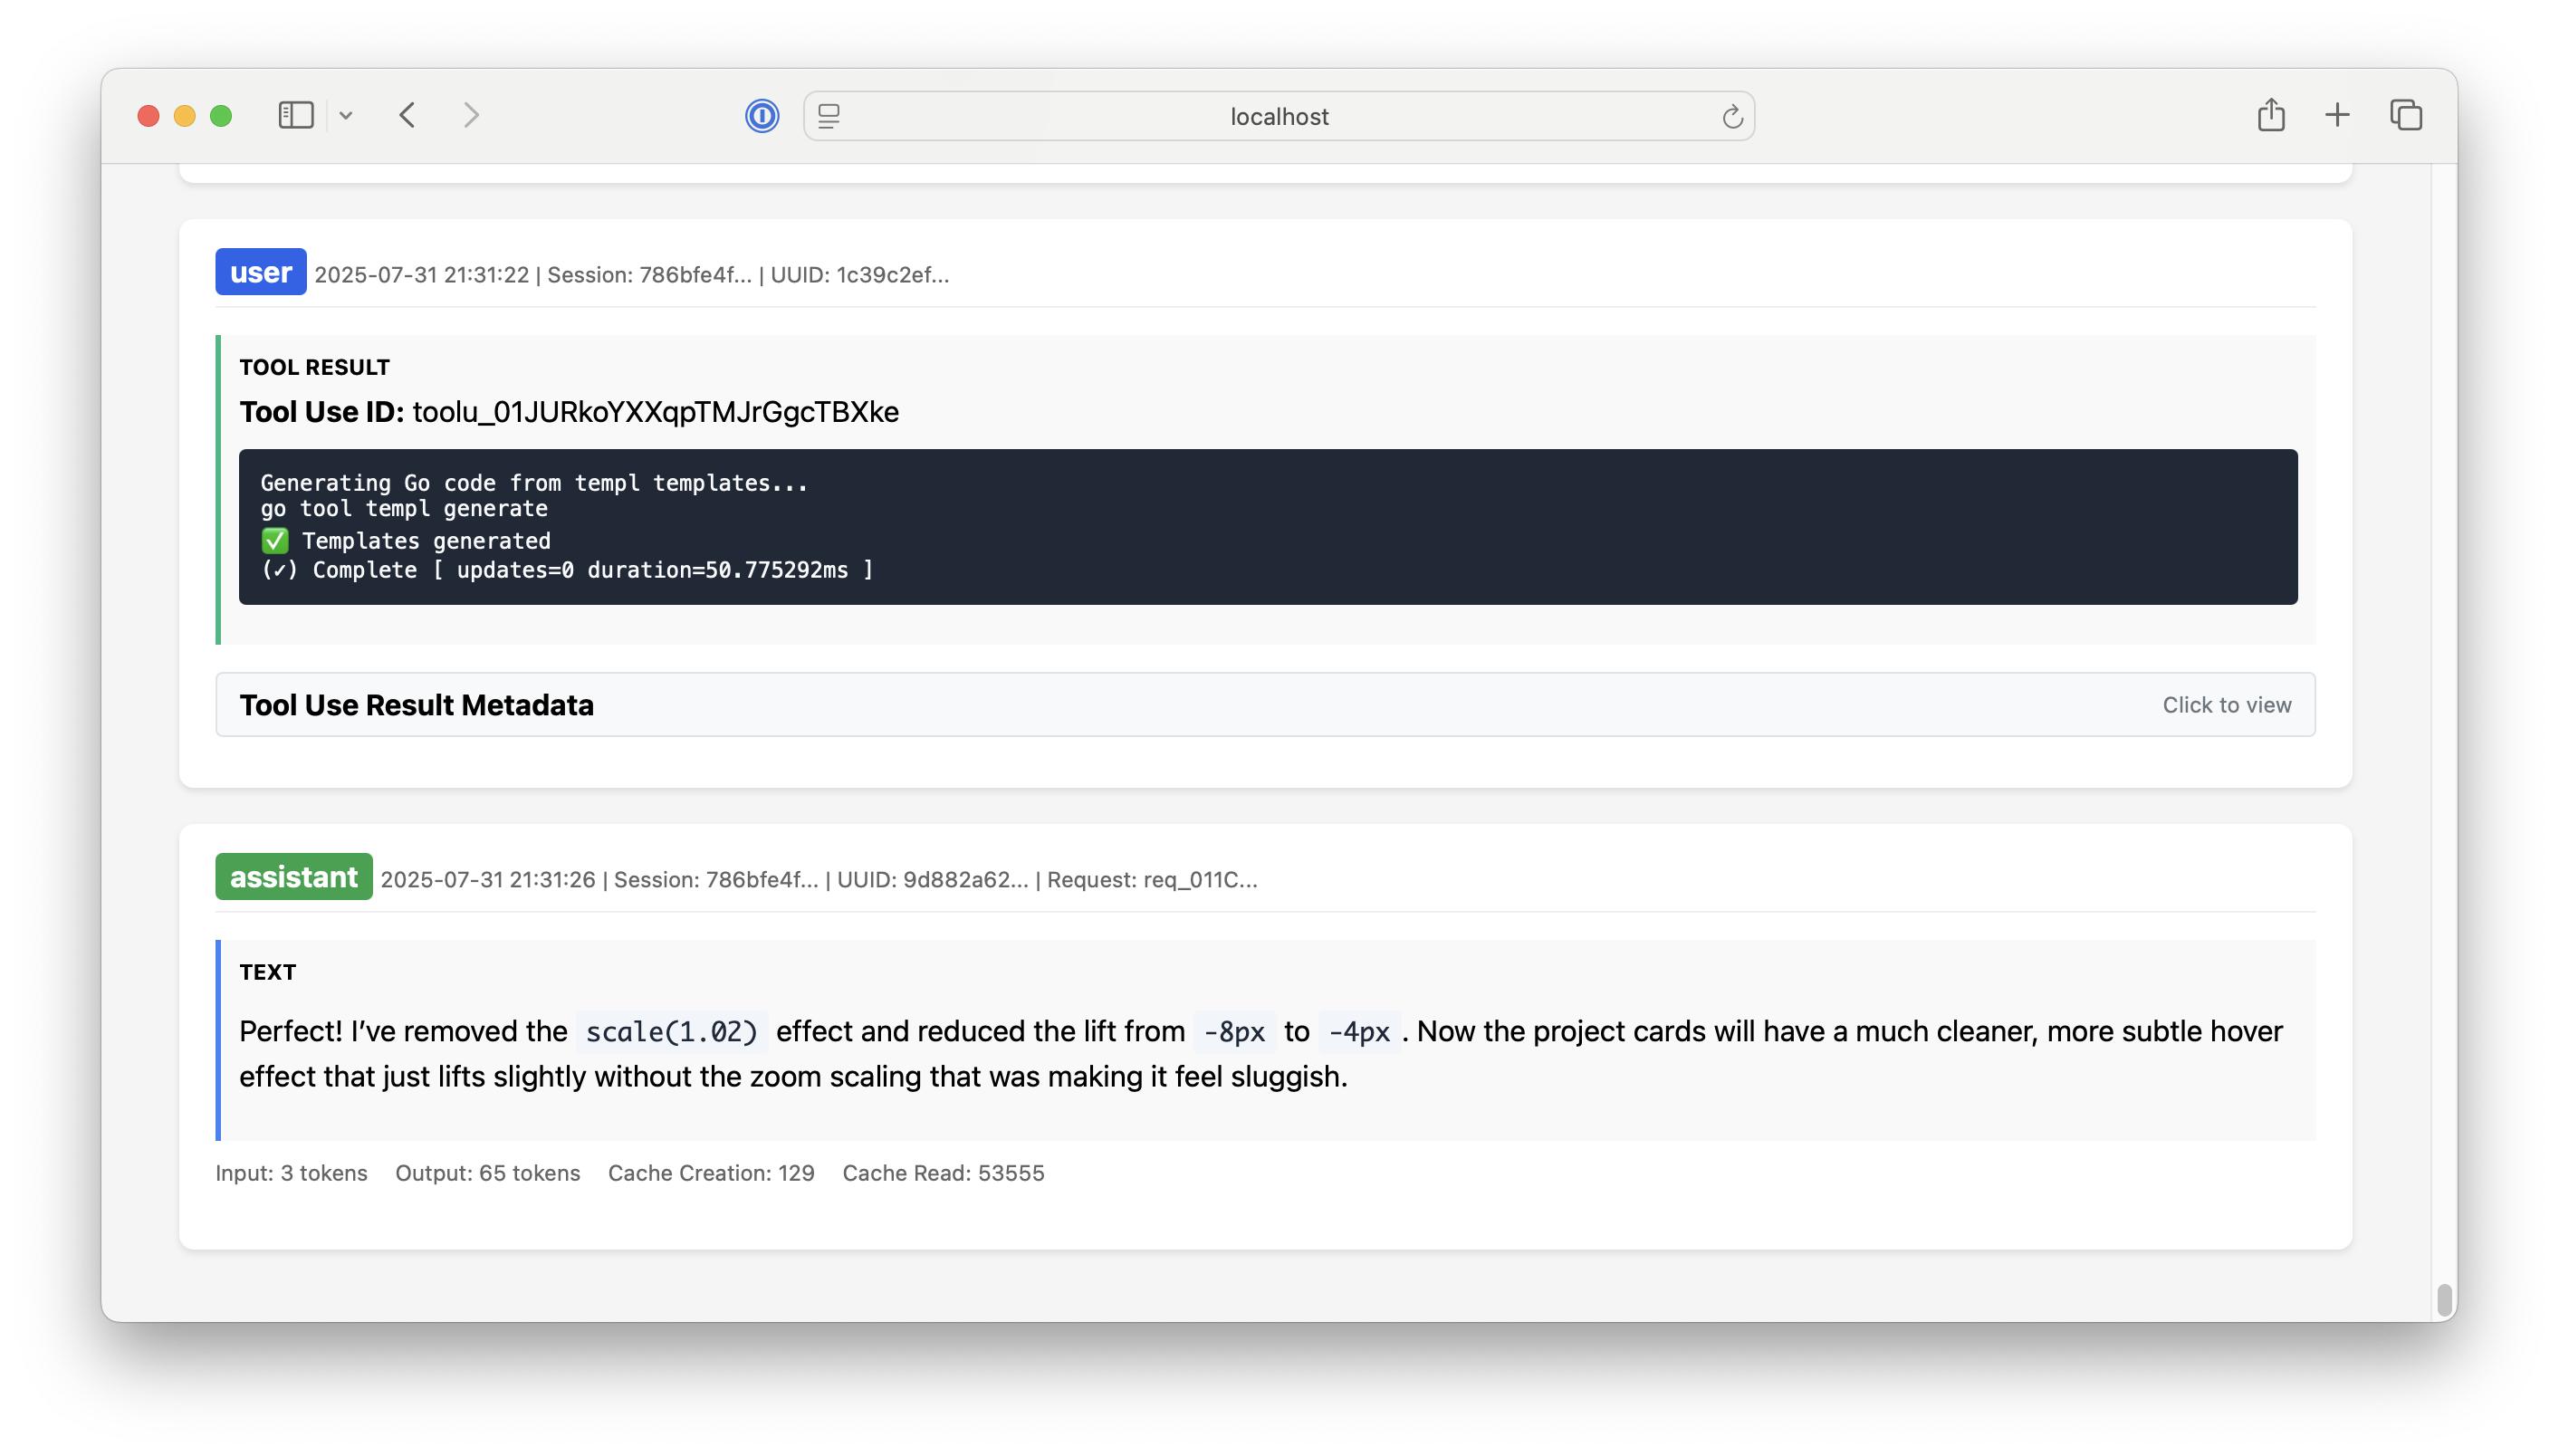 localhost
user 2025-07-31 21:31:22 | Session: 786bfe4f... | UUID: 1c39c2ef...
TOOL RESULT
Tool Use ID: toolu_01JURkoYXXqpTMJrGgcTBXke
Generating Go code from templ templates...
go tool templ generate
✅ Templates generated
(✓) Complete [ updates=0 duration=50.775292ms ]
Tool Use Result Metadata Click to view
assistant 2025-07-31 21:31:26 | Session: 786bfe4f... | UUID: 9d882a62... | Request: req_011C...
TEXT
Perfect! I’ve removed the scale(1.02) effect and reduced the lift from -8px to -4px. Now the project cards will have a much cleaner, more subtle hover
effect that just lifts slightly without the zoom scaling that was making it feel sluggish.
Input: 3 tokens Output: 65 tokens Cache Creation: 129 Cache Read: 53555